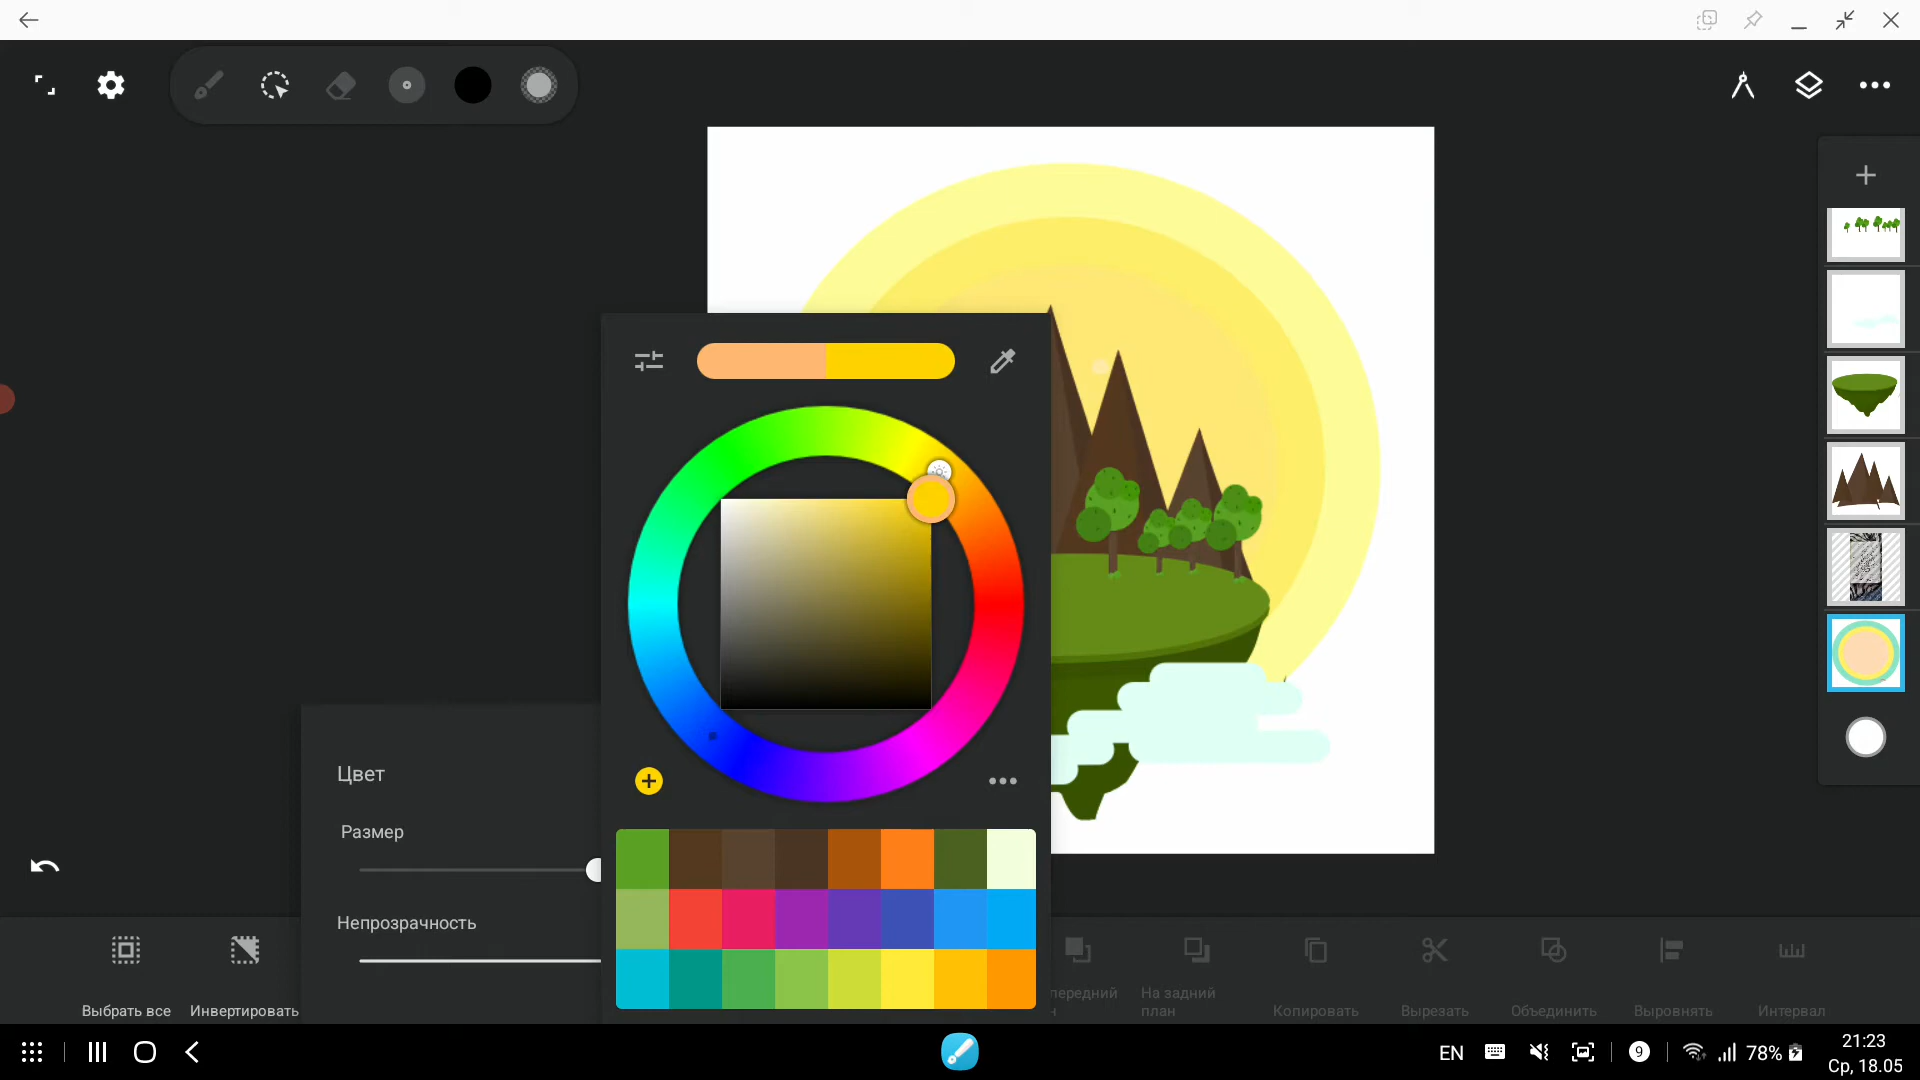 Цвет
Размер
Непрозрачность
Выбрать все
Инвертировать
На задний
план
Копировать
Вырезать
Объединить
Выровнять
Интервал
EN
9
78%
21:23
Ср, 18.05